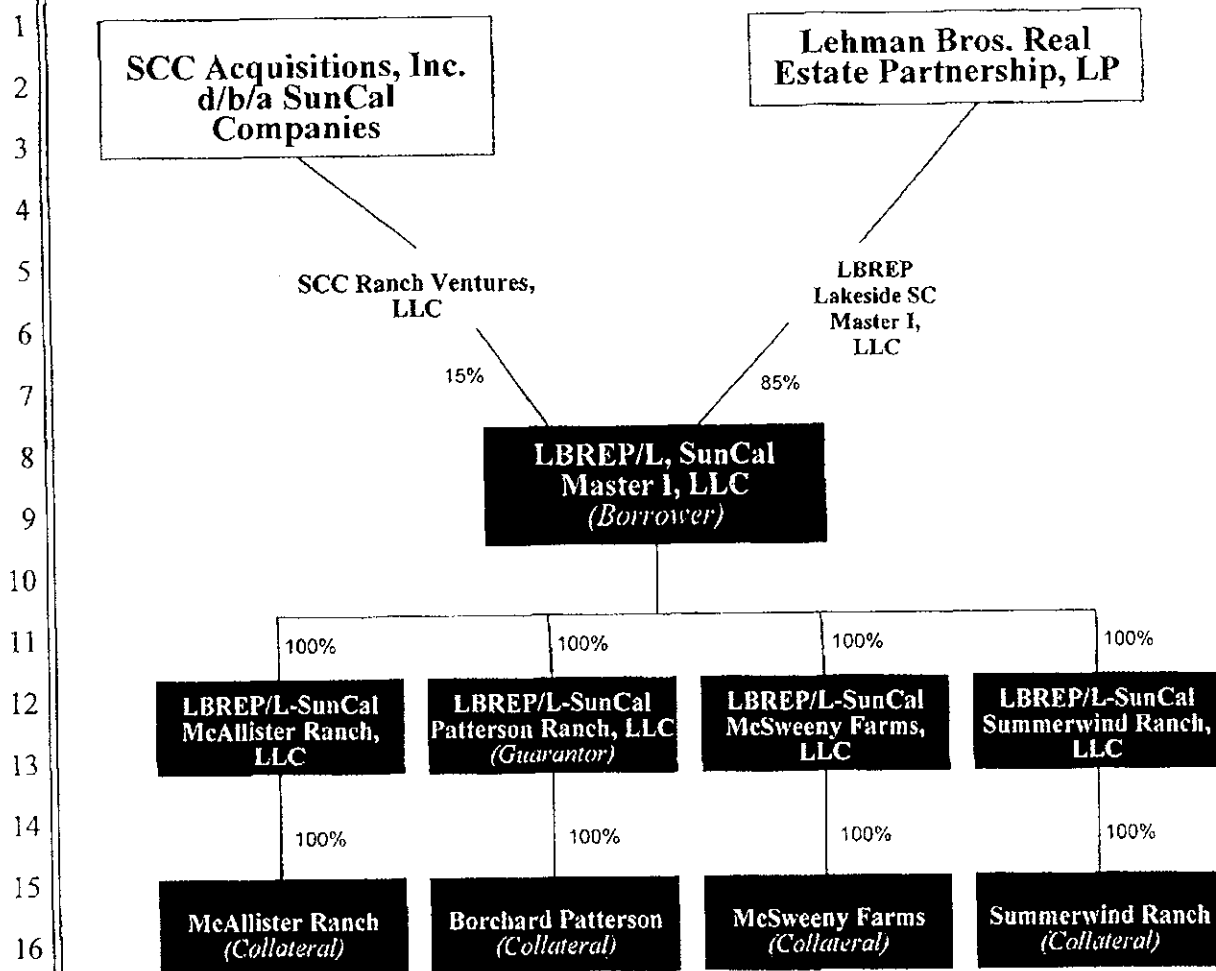 1
2
3
4
5
6
7
8
9
10
11
12
13
14
15
16
SCC Acquisitions, Inc.
d/b/a SunCal
Companies
Lehman Bros. Real
Estate Partnership, LP
SCC Ranch Ventures,
LLC
LBREP
Lakeside SC
Master I,
LLC
15%
85%
LBREP/L, SunCal
Master I, LLC
(Borrower)
100%
100%
100%
100%
LBREP/L-SunCal
McAllister Ranch,
LLC
LBREP/L-SunCal
Patterson Ranch, LLC
(Guarantor)
LBREP/L-SunCal
McSweeny Farms,
LLC
LBREP/L-SunCal
Summerwind Ranch,
LLC
100%
100%
100%
100%
McAllister Ranch
(Collateral)
Borchard Patterson
(Collateral)
McSweeny Farms
(Collateral)
Summerwind Ranch
(Collateral)